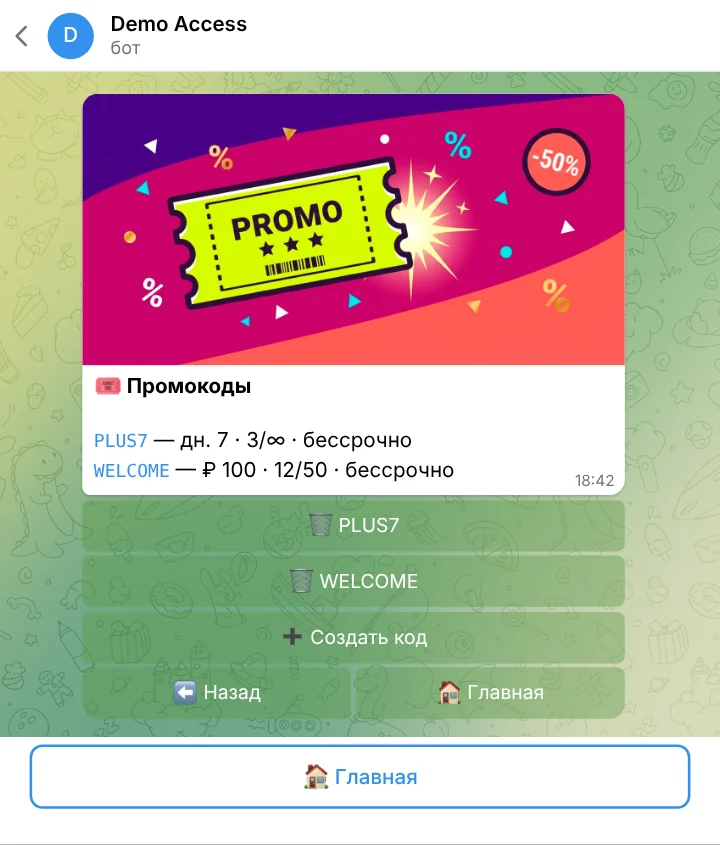 D
Demo Access
бот
-50%
PROMO
🎟️ Промокоды
PLUS7 — дн. 7 · 3/∞ · бессрочно
WELCOME — ₽ 100 · 12/50 · бессрочно
18:42
🗑️ PLUS7
🗑️ WELCOME
➕ Создать код
⬅️ Назад
🏠 Главная
🏠 Главная